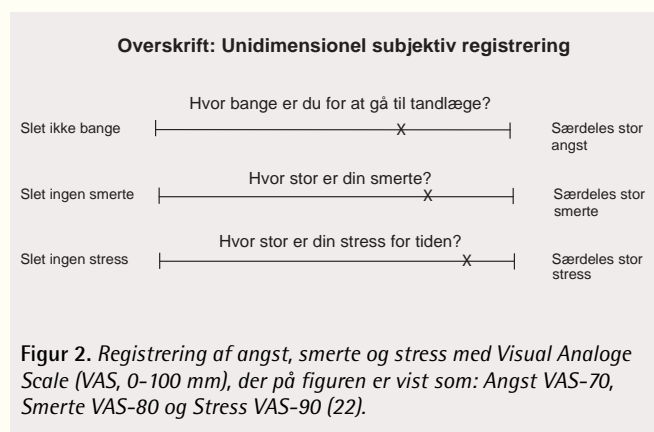 Overskrift: Unidimensionel subjektiv registrering
Hvor bange er du for at gå til tandlæge?
Slet ikke bange X Særdeles stor
angst
Hvor stor er din smerte?
Slet ingen smerte X Særdeles stor
smerte
Hvor stor er din stress for tiden?
Slet ingen stress X Særdeles stor
stress
Figur 2. Registrering af angst, smerte og stress med Visual Analoge
Scale (VAS, 0-100 mm), der på figuren er vist som: Angst VAS-70,
Smerte VAS-80 og Stress VAS-90 (22).